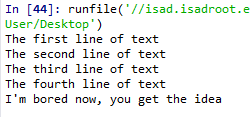 In [44]: runfile('//isad.isadroot.e
User/Desktop')
The first line of text
The second line of text
The third line of text
The fourth line of text
I'm bored now, you get the idea